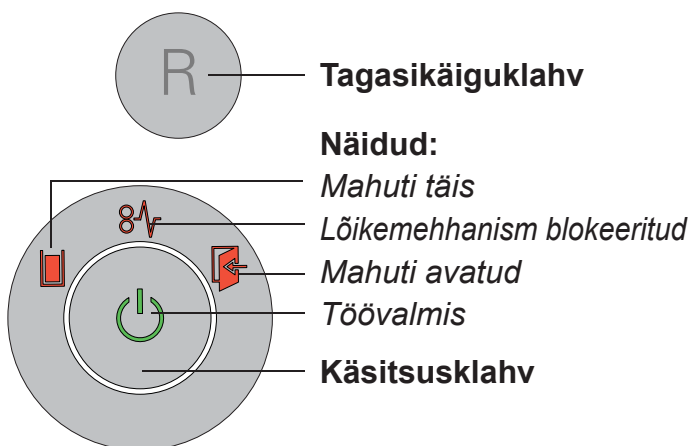 R
Tagasikäiguklahv
Näidud:
Mahuti täis
Lõikemehhanism blokeeritud
Mahuti avatud
Töövalmis
Käsitsusklahv